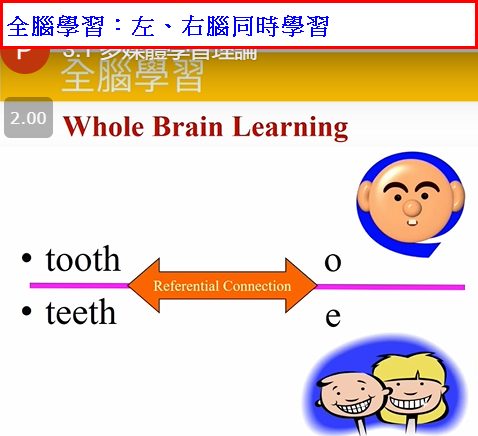 全腦學習：左、右腦同時學習
P 3.1 多媒體學習理論
全腦學習
2.00
Whole Brain Learning
• tooth o
Referential Connection
• teeth e